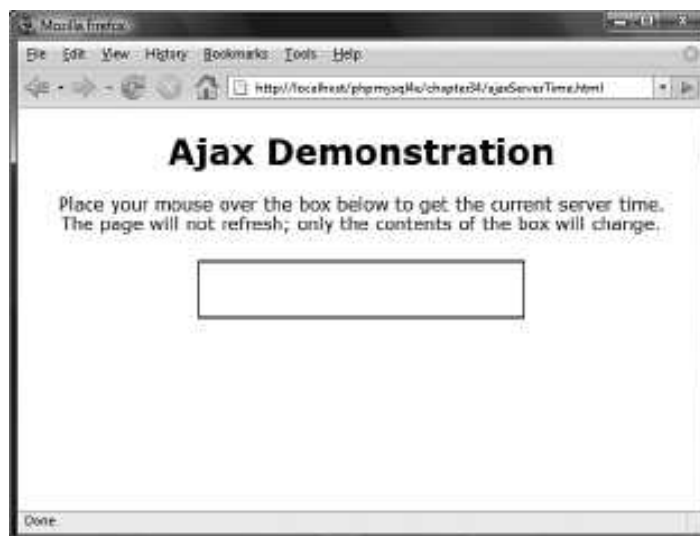 Mozilla Firefox
File Edit View History Bookmarks Tools Help
http://localhost/phpmysql4e/chapter34/ajaxServerTime.html
Ajax Demonstration
Place your mouse over the box below to get the current server time.
The page will not refresh; only the contents of the box will change.
Done